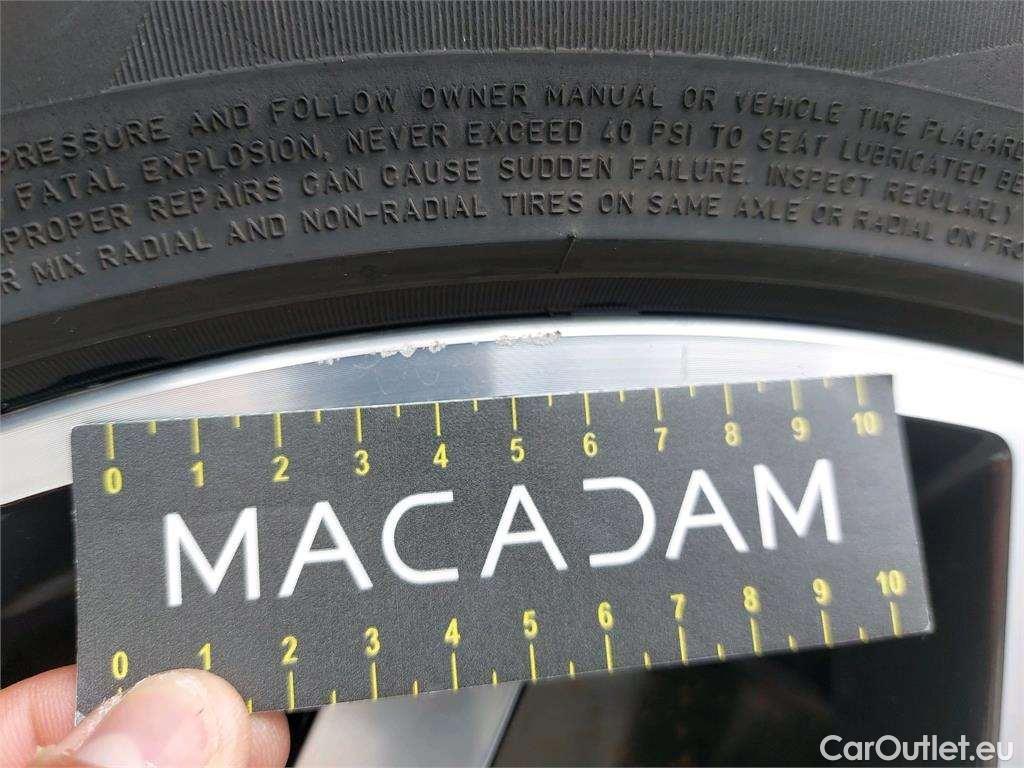 PRESSURE AND FOLLOW OWNER MANUAL OR VEHICLE TIRE PLACARD
FATAL EXPLOSION, NEVER EXCEED 40 PSI TO SEAT LUBRICATED BE
PROPER REPAIRS CAN CAUSE SUDDEN FAILURE. INSPECT REGULARLY
R MIX RADIAL AND NON-RADIAL TIRES ON SAME AXLE OR RADIAL ON FRO
0 1 2 3 4 5 6 7 8 9 10
MACADAM
0 1 2 3 4 5 6 7 8 9 10
CarOutlet.eu